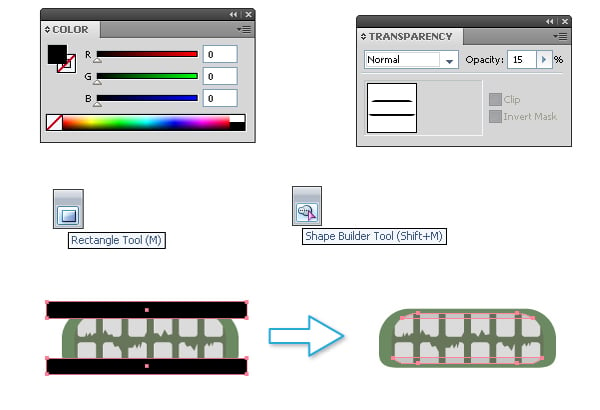 COLOR
R 0
G 0
B 0
TRANSPARENCY
Normal Opacity: 15 %
Clip
Invert Mask
Rectangle Tool (M)
Shape Builder Tool (Shift+M)